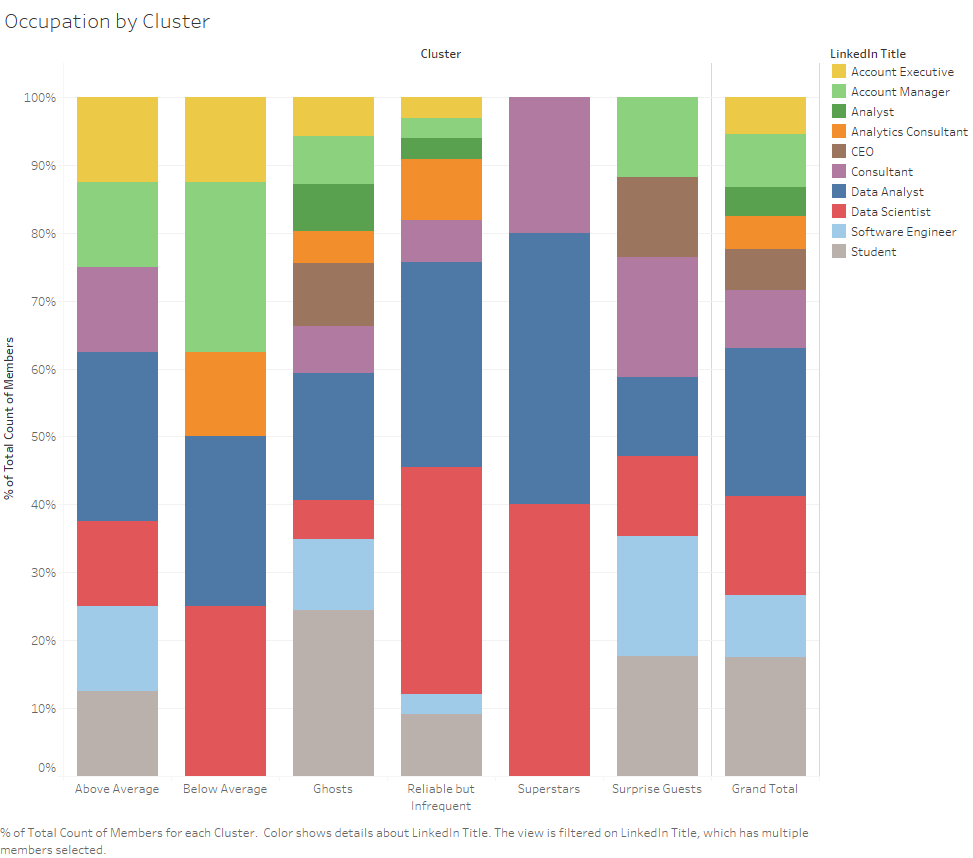 Occupation by Cluster
Cluster
LinkedIn Title
Account Executive
Account Manager
Analyst
Analytics Consultant
CEO
Consultant
Data Analyst
Data Scientist
Software Engineer
Student
% of Total Count of Members
100%
90%
80%
70%
60%
50%
40%
30%
20%
10%
0%
Above Average
Below Average
Ghosts
Reliable but
Infrequent
Superstars
Surprise Guests
Grand Total
% of Total Count of Members for each Cluster. Color shows details about LinkedIn Title. The view is filtered on LinkedIn Title, which has multiple
members selected.